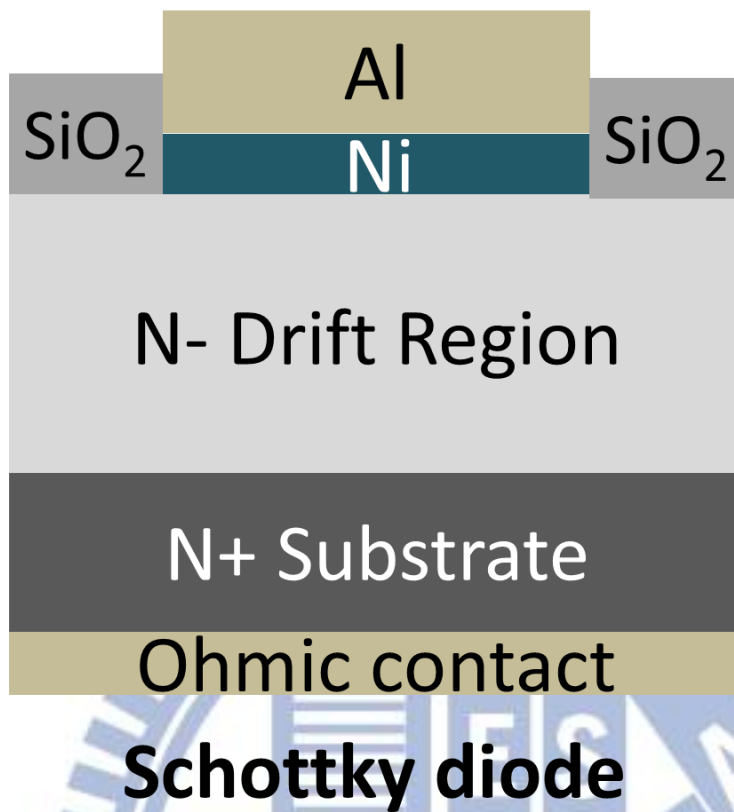 Al
SiO₂
Ni
SiO₂
N- Drift Region
N+ Substrate
Ohmic contact
Schottky diode
E S A